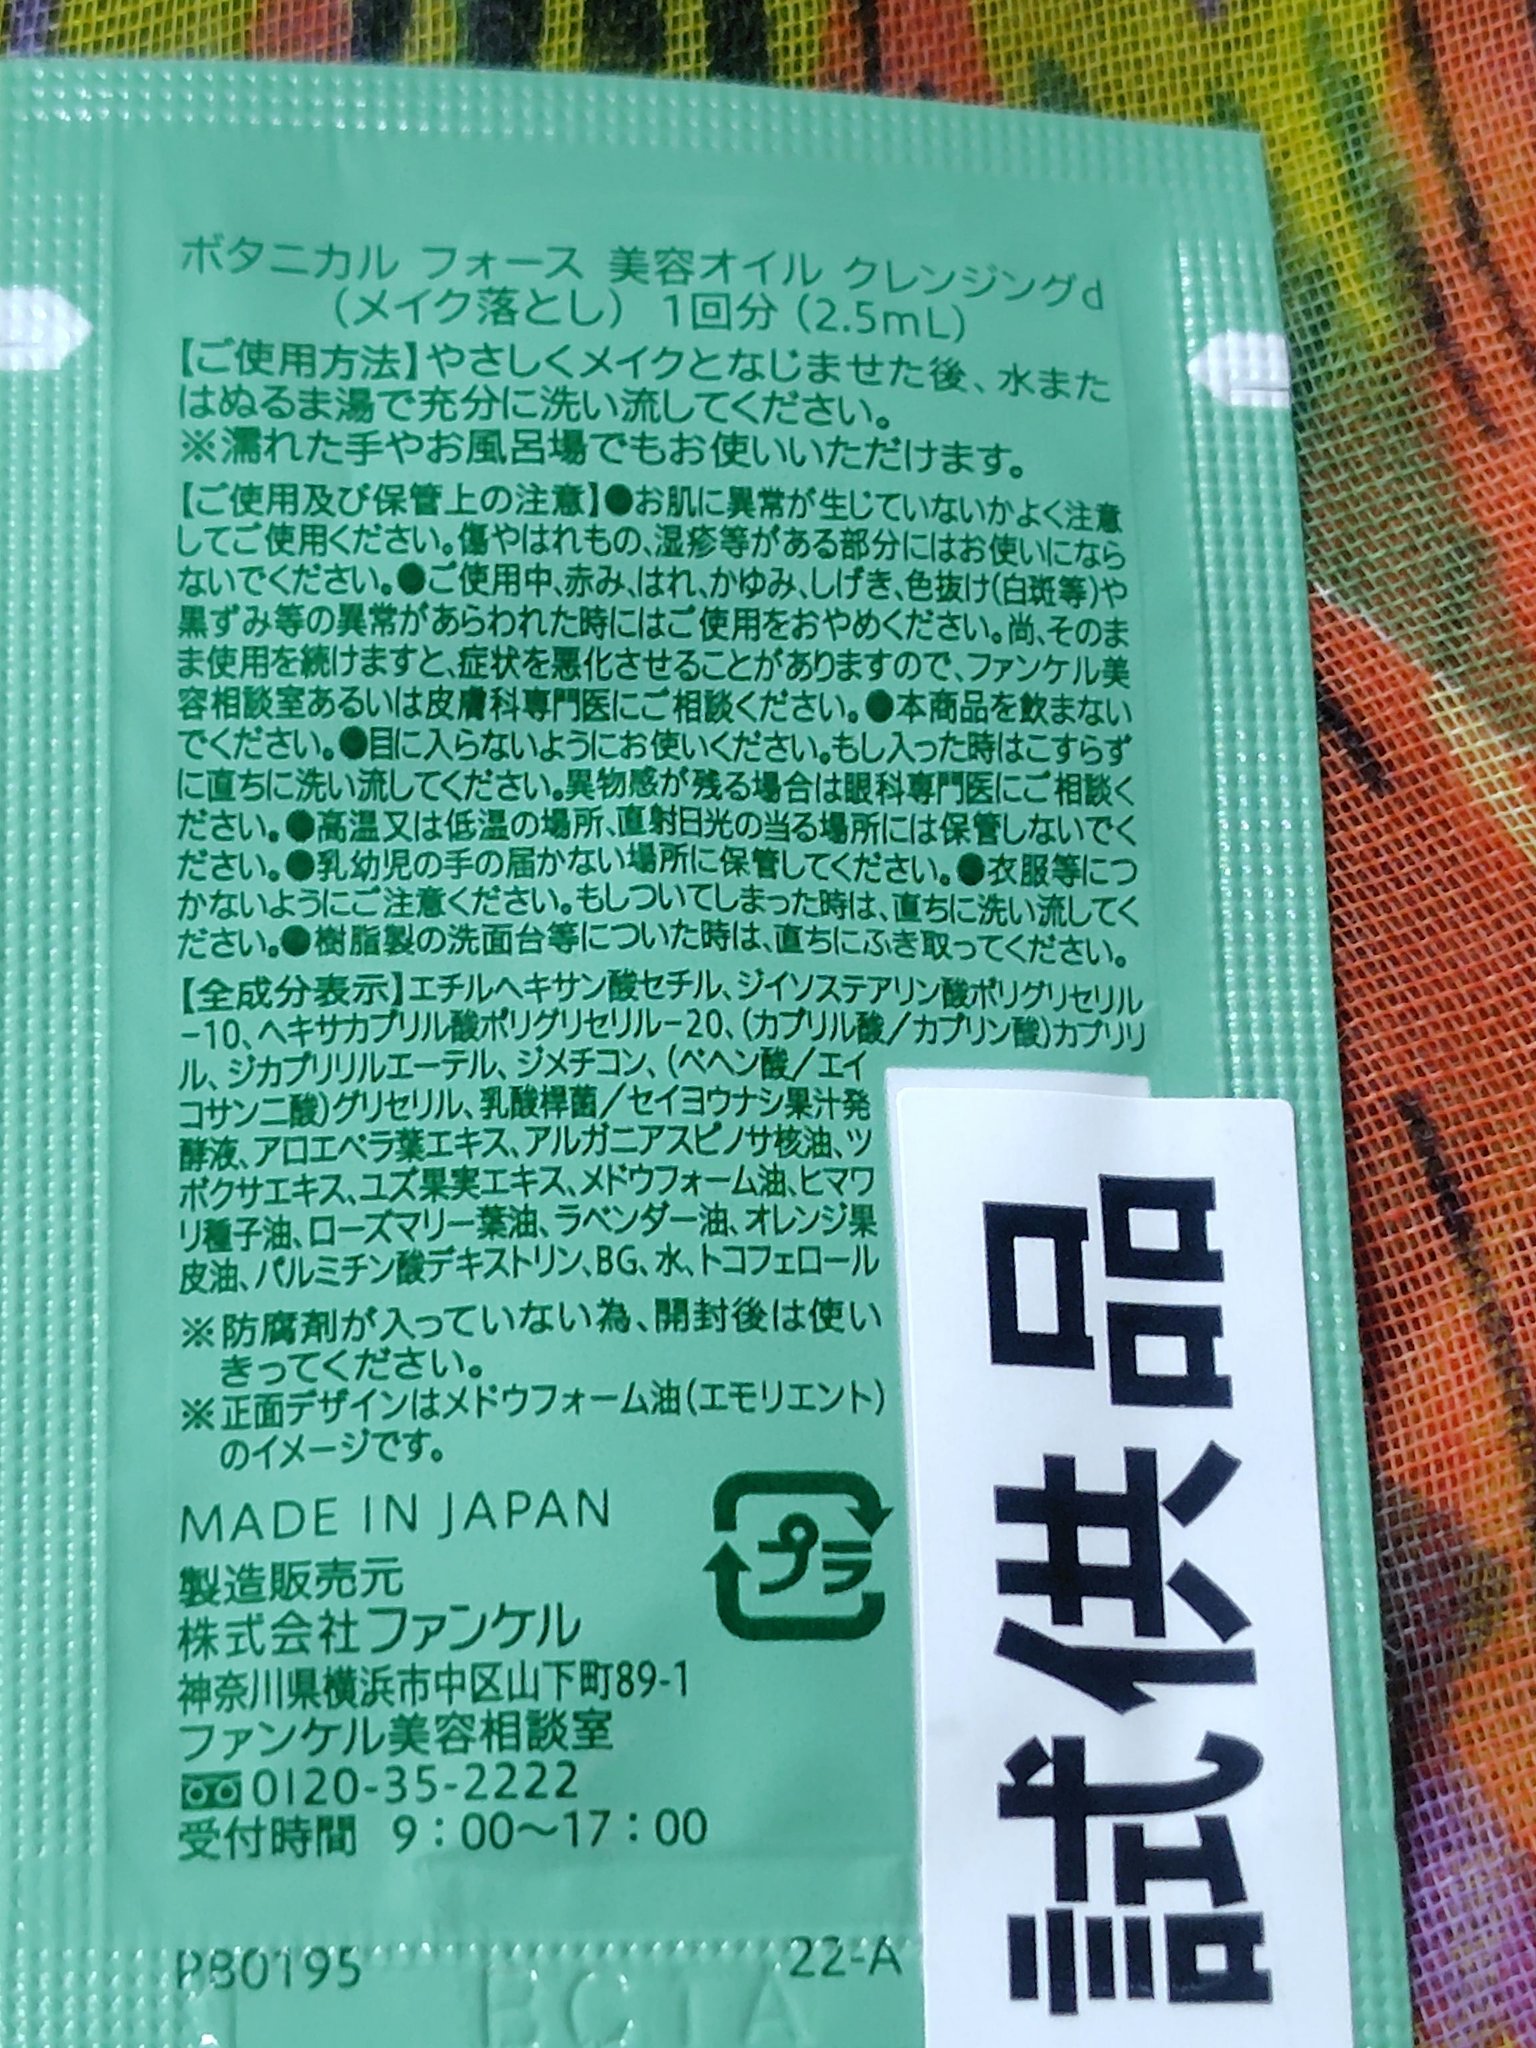 ボタニカル フォース 美容オイル クレンジングd
（メイク落とし） 1回分（2.5mL）
【ご使用方法】やさしくメイクとなじませた後、水また
はぬるま湯で充分に洗い流してください。
※濡れた手やお風呂場でもお使いいただけます。
【ご使用及び保管上の注意】●お肌に異常が生じていないかよく注意
してご使用ください。傷やはれもの、湿疹等がある部分にはお使いになら
ないでください。●ご使用中、赤み、はれ、かゆみ、しげき、色抜け（白斑等）や
黒ずみ等の異常があらわれた時にはご使用をおやめください。尚、そのま
ま使用を続けますと、症状を悪化させることがありますので、ファンケル美
容相談室あるいは皮膚科専門医にご相談ください。●本商品を飲まない
でください。●目に入らないようにお使いください。もし入った時はこすらず
に直ちに洗い流してください。異物感が残る場合は眼科専門医にご相談く
ださい。●高温又は低温の場所、直射日光の当る場所には保管しないでく
ださい。●乳幼児の手の届かない場所に保管してください。●衣服等につ
かないようにご注意ください。もしついてしまった時は、直ちに洗い流してく
ださい。●樹脂製の洗面台等についた時は、直ちにふき取ってください。
【全成分表示】エチルヘキサン酸セチル、ジイソステアリン酸ポリグリセリル
-10、ヘキサカプリル酸ポリグリセリル-20、（カプリル酸／カプリン酸）カプリリ
ル、ジカプリリルエーテル、ジメチコン、（ベヘン酸／エイ
コサン二酸）グリセリル、乳酸桿菌／セイヨウナシ果汁発
酵液、アロエベラ葉エキス、アルガニアスピノサ核油、ツ
ボクサエキス、ユズ果実エキス、メドウフォーム油、ヒマワ
リ種子油、ローズマリー葉油、ラベンダー油、オレンジ果
皮油、パルミチン酸デキストリン、BG、水、トコフェロール
※防腐剤が入っていない為、開封後は使い
きってください。
※正面デザインはメドウフォーム油（エモリエント）
のイメージです。
MADE IN JAPAN
プラ
製造販売元
株式会社ファンケル
神奈川県横浜市中区山下町89-1
ファンケル美容相談室
0120-35-2222
受付時間 9：00～17：00
PB0195
22-A
BOTA
試供品